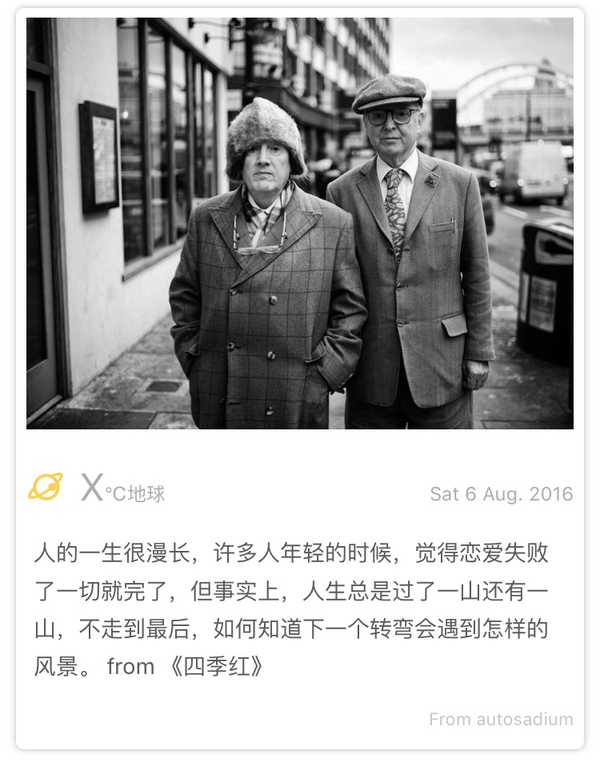 X℃地球
Sat 6 Aug. 2016
人的一生很漫长，许多人年轻的时候，觉得恋爱失败
了一切就完了，但事实上，人生总是过了一山还有一
山，不走到最后，如何知道下一个转弯会遇到怎样的
风景。 from 《四季红》
From autosadium